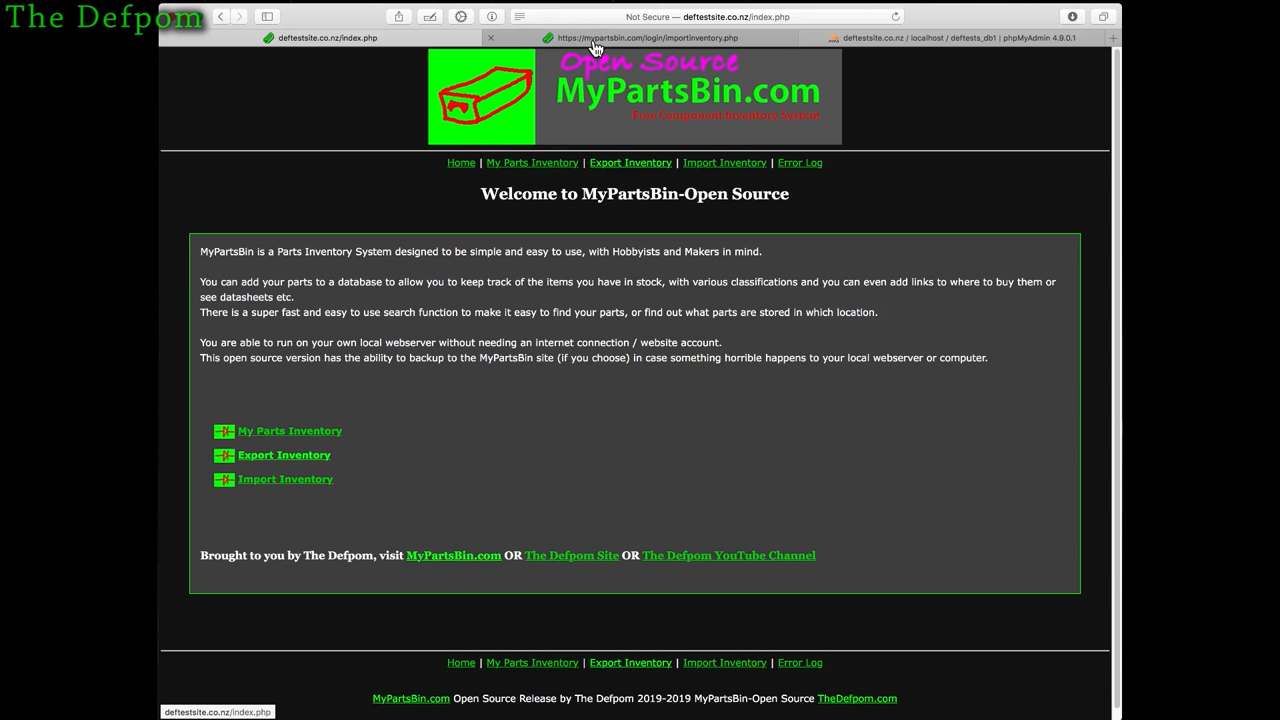 The Defpom
Not Secure — deftestsite.co.nz/index.php
deftestsite.co.nz/index.php
https://mypartsbin.com/login/importinventory.php
deftestsite.co.nz / localhost / deftests_db1 | phpMyAdmin 4.9.0.1
Open Source
MyPartsBin.com
Free Component Inventory System
Home | My Parts Inventory | Export Inventory | Import Inventory | Error Log
Welcome to MyPartsBin-Open Source
MyPartsBin is a Parts Inventory System designed to be simple and easy to use, with Hobbyists and Makers in mind.
You can add your parts to a database to allow you to keep track of the items you have in stock, with various classifications and you can even add links to where to buy them or
see datasheets etc.
There is a super fast and easy to use search function to make it easy to find your parts, or find out what parts are stored in which location.
You are able to run on your own local webserver without needing an internet connection / website account.
This open source version has the ability to backup to the MyPartsBin site (if you choose) in case something horrible happens to your local webserver or computer.
My Parts Inventory
Export Inventory
Import Inventory
Brought to you by The Defpom, visit MyPartsBin.com OR The Defpom Site OR The Defpom YouTube Channel
Home | My Parts Inventory | Export Inventory | Import Inventory | Error Log
MyPartsBin.com Open Source Release by The Defpom 2019-2019 MyPartsBin-Open Source TheDefpom.com
deftestsite.co.nz/index.php